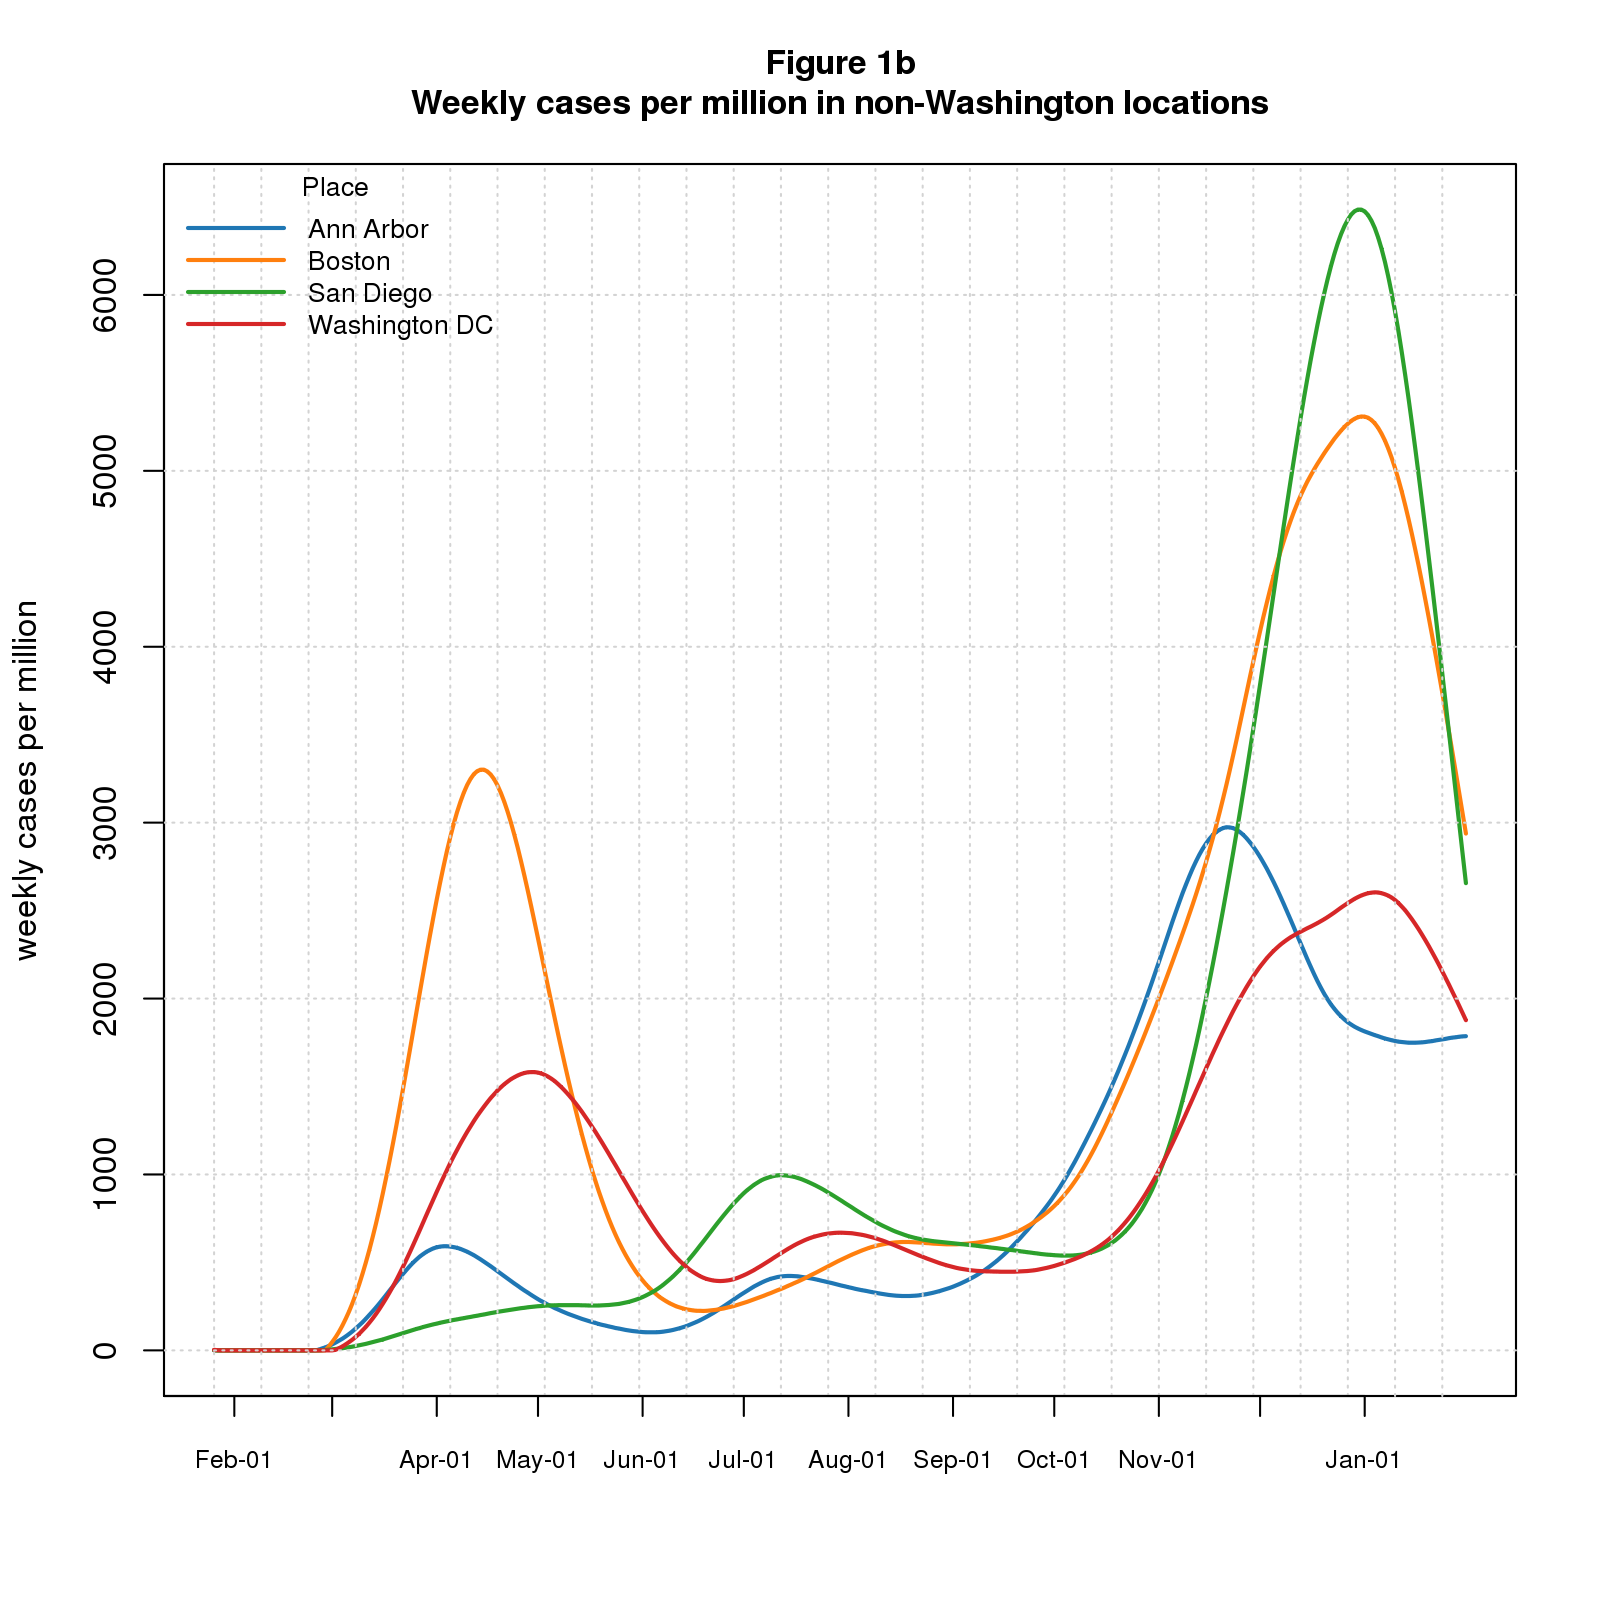 Figure 1b
Weekly cases per million in non-Washington locations
Place
Ann Arbor
Boston
San Diego
Washington DC
weekly cases per million
6000
5000
4000
3000
2000
1000
0
Feb-01 Apr-01 May-01 Jun-01 Jul-01 Aug-01 Sep-01 Oct-01 Nov-01 Jan-01